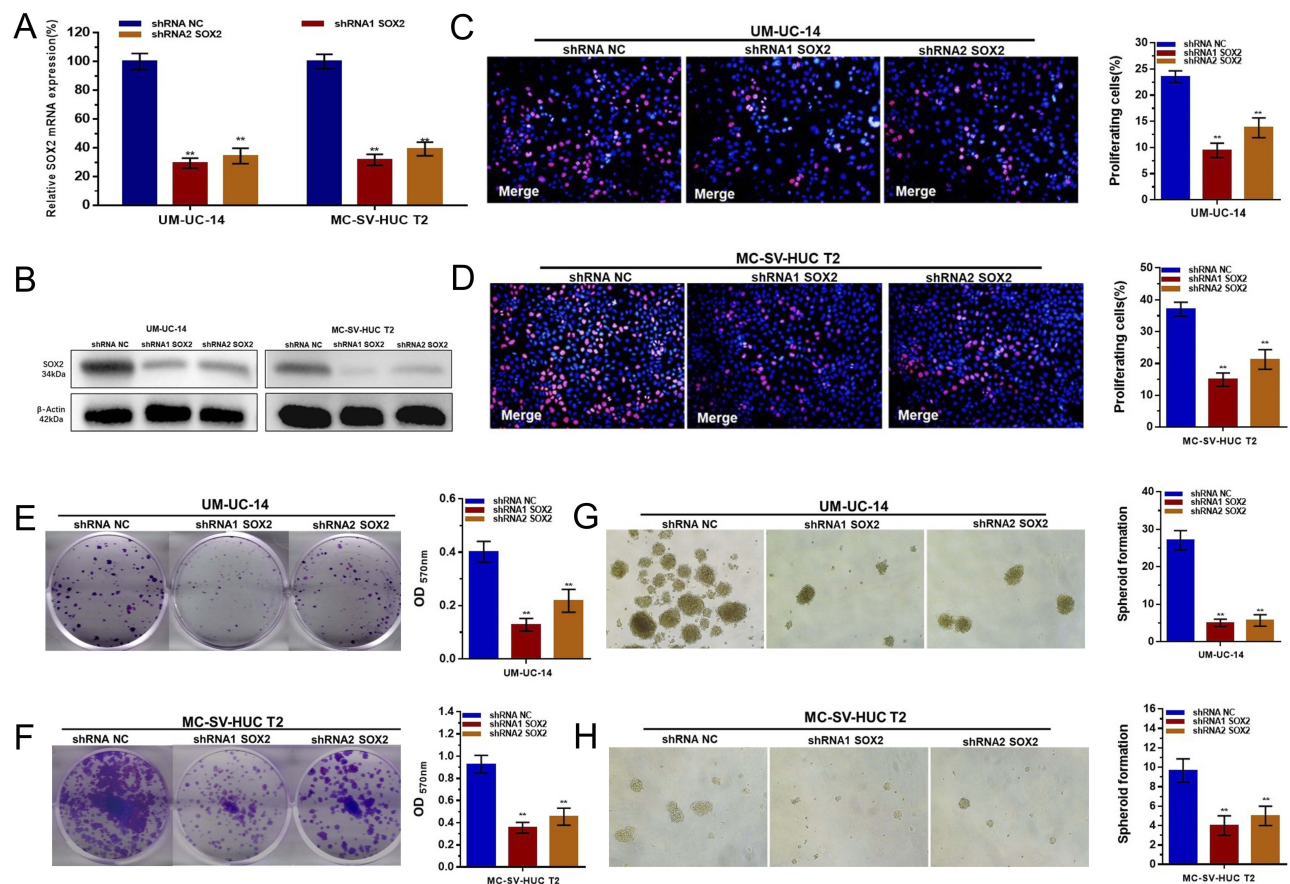 A
Relative SOX2 mRNA expression(%)
120
100
80
60
40
20
0
shRNA NC
shRNA1 SOX2
shRNA2 SOX2
** ** ** **
UM-UC-14
MC-SV-HUC T2
B
UM-UC-14
MC-SV-HUC T2
shRNA NC shRNA1 SOX2 shRNA2 SOX2
shRNA NC shRNA1 SOX2 shRNA2 SOX2
SOX2
34kDa
β-Actin
42kDa
C
UM-UC-14
shRNA NC shRNA1 SOX2 shRNA2 SOX2
Merge Merge Merge
Proliferating cells(%)
30
25
20
15
10
5
0
shRNA NC
shRNA1 SOX2
shRNA2 SOX2
** **
UM-UC-14
D
MC-SV-HUC T2
shRNA NC shRNA1 SOX2 shRNA2 SOX2
Merge Merge Merge
Proliferating cells(%)
50
40
30
20
10
0
shRNA NC
shRNA1 SOX2
shRNA2 SOX2
** **
MC-SV-HUC T2
E
UM-UC-14
shRNA NC shRNA1 SOX2 shRNA2 SOX2
OD 570nm
0.6
0.4
0.2
0.0
shRNA NC
shRNA1 SOX2
shRNA2 SOX2
** **
UM-UC-14
G
UM-UC-14
shRNA NC shRNA1 SOX2 shRNA2 SOX2
Spheroid formation
40
30
20
10
0
shRNA NC
shRNA1 SOX2
shRNA2 SOX2
** **
UM-UC-14
F
MC-SV-HUC T2
shRNA NC shRNA1 SOX2 shRNA2 SOX2
OD 570nm
1.4
1.2
1.0
0.8
0.6
0.4
0.2
0.0
shRNA NC
shRNA1 SOX2
shRNA2 SOX2
** **
MC-SV-HUC T2
H
MC-SV-HUC T2
shRNA NC shRNA1 SOX2 shRNA2 SOX2
Spheroid formation
16
14
12
10
8
6
4
2
0
shRNA NC
shRNA1 SOX2
shRNA2 SOX2
** **
MC-SV-HUC T2